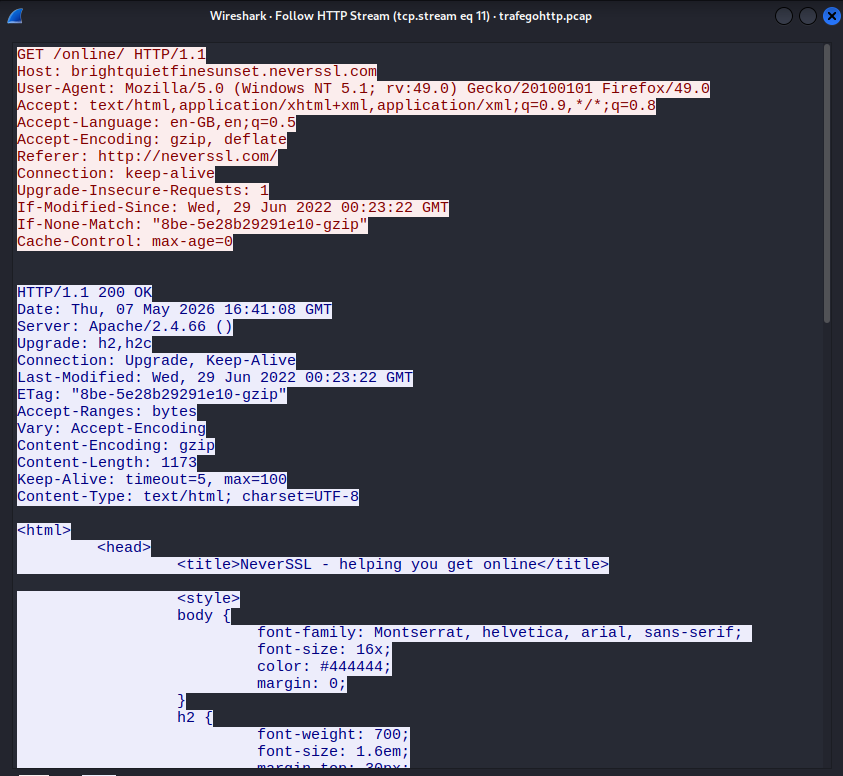 Wireshark · Follow HTTP Stream (tcp.stream eq 11) · trafegohttp.pcap
GET /online/ HTTP/1.1
Host: brightquietfinesunset.neverssl.com
User-Agent: Mozilla/5.0 (Windows NT 5.1; rv:49.0) Gecko/20100101 Firefox/49.0
Accept: text/html,application/xhtml+xml,application/xml;q=0.9,*/*;q=0.8
Accept-Language: en-GB,en;q=0.5
Accept-Encoding: gzip, deflate
Referer: http://neverssl.com/
Connection: keep-alive
Upgrade-Insecure-Requests: 1
If-Modified-Since: Wed, 29 Jun 2022 00:23:22 GMT
If-None-Match: "8be-5e28b29291e10-gzip"
Cache-Control: max-age=0
HTTP/1.1 200 OK
Date: Thu, 07 May 2026 16:41:08 GMT
Server: Apache/2.4.66 ()
Upgrade: h2,h2c
Connection: Upgrade, Keep-Alive
Last-Modified: Wed, 29 Jun 2022 00:23:22 GMT
ETag: "8be-5e28b29291e10-gzip"
Accept-Ranges: bytes
Vary: Accept-Encoding
Content-Encoding: gzip
Content-Length: 1173
Keep-Alive: timeout=5, max=100
Content-Type: text/html; charset=UTF-8
<html>
<head>
<title>NeverSSL - helping you get online</title>
<style>
body {
font-family: Montserrat, helvetica, arial, sans-serif;
font-size: 16x;
color: #444444;
margin: 0;
}
h2 {
font-weight: 700;
font-size: 1.6em;
margin-top: 30px;